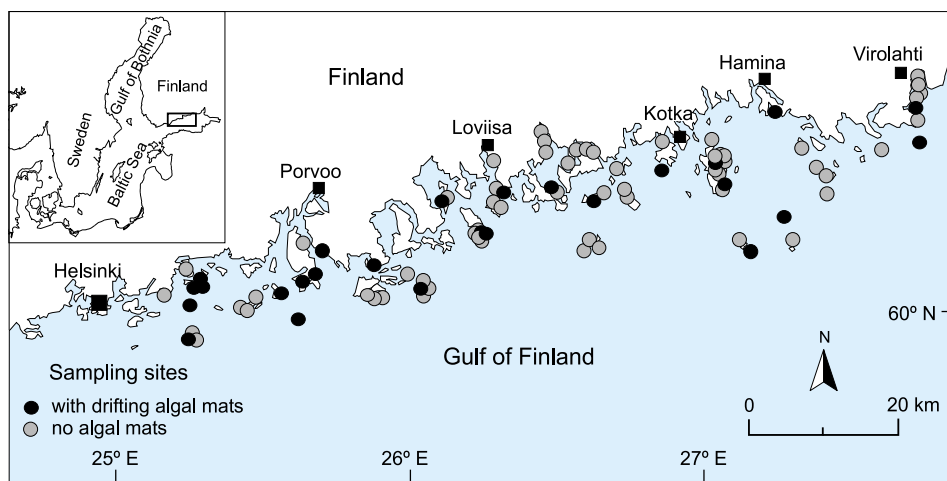 Gulf of Bothnia
Finland
Sweden
Baltic Sea
Finland
Hamina
Virolahti
Kotka
Loviisa
Porvoo
Helsinki
60º N
Gulf of Finland
N
Sampling sites
with drifting algal mats
no algal mats
0 20 km
25º E 26º E 27º E